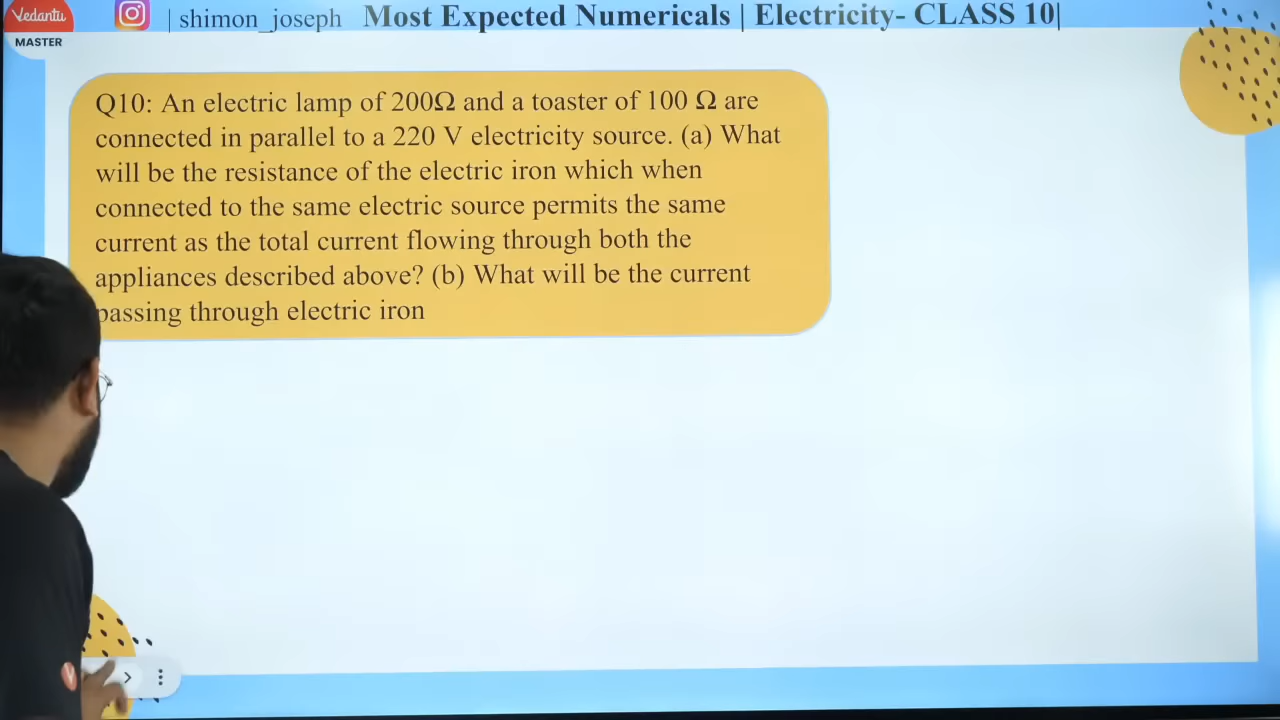 Vedantu
MASTER
| shimon_joseph Most Expected Numericals | Electricity- CLASS 10|
Q10: An electric lamp of 200Ω and a toaster of 100 Ω are
connected in parallel to a 220 V electricity source. (a) What
will be the resistance of the electric iron which when
connected to the same electric source permits the same
current as the total current flowing through both the
appliances described above? (b) What will be the current
passing through electric iron